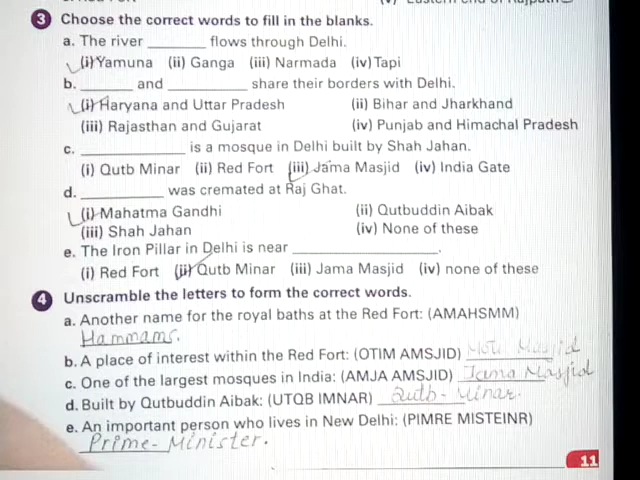 3 Choose the correct words to fill in the blanks.
a. The river ______ flows through Delhi.
(i) Yamuna (ii) Ganga (iii) Narmada (iv) Tapi
b. ______ and ______ share their borders with Delhi.
(i) Haryana and Uttar Pradesh (ii) Bihar and Jharkhand
(iii) Rajasthan and Gujarat (iv) Punjab and Himachal Pradesh
c. ______ is a mosque in Delhi built by Shah Jahan.
(i) Qutb Minar (ii) Red Fort (iii) Jama Masjid (iv) India Gate
d. ______ was cremated at Raj Ghat.
(i) Mahatma Gandhi (ii) Qutbuddin Aibak
(iii) Shah Jahan (iv) None of these
e. The Iron Pillar in Delhi is near ______.
(i) Red Fort (ii) Qutb Minar (iii) Jama Masjid (iv) none of these
4 Unscramble the letters to form the correct words.
a. Another name for the royal baths at the Red Fort: (AMAHSMM)
Hammams.
b. A place of interest within the Red Fort: (OTIM AMSJID) Moti Masjid
c. One of the largest mosques in India: (AMJA AMSJID) Jama Masjid
d. Built by Qutbuddin Aibak: (UTQB IMNAR) Qutb-Minar.
e. An important person who lives in New Delhi: (PIMRE MISTEINR)
Prime-Minister.
11